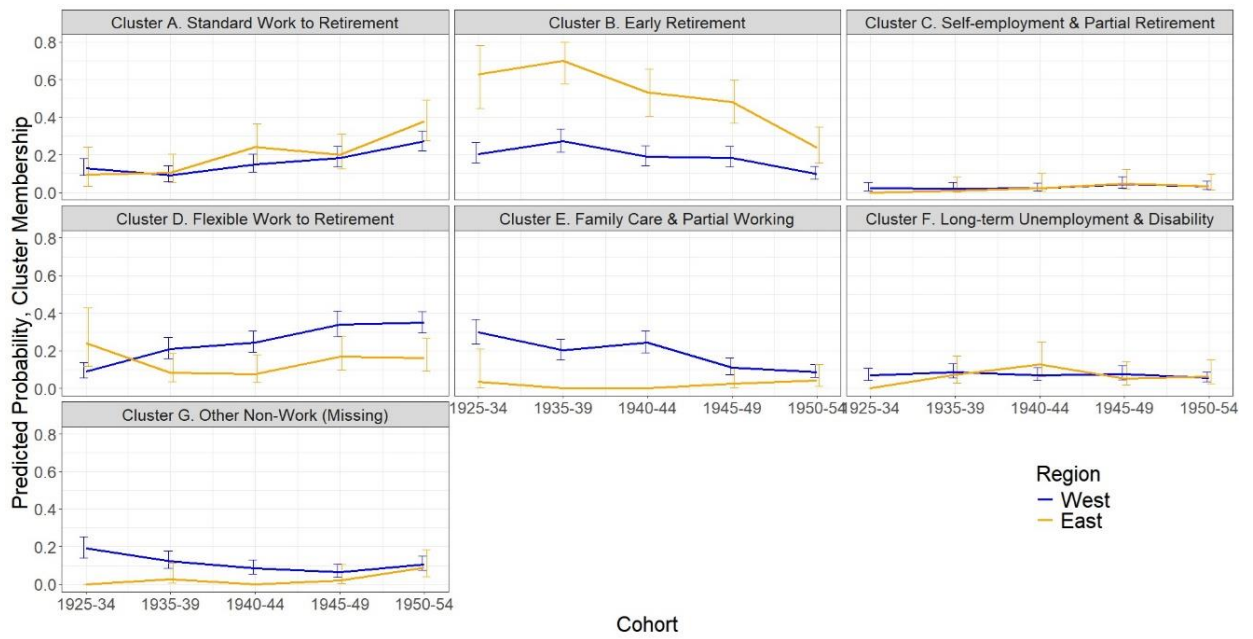 Predicted Probability, Cluster Membership
Cluster A. Standard Work to Retirement
Cluster B. Early Retirement
Cluster C. Self-employment & Partial Retirement
0.8
0.6
0.4
0.2
0.0
Cluster D. Flexible Work to Retirement
Cluster E. Family Care & Partial Working
Cluster F. Long-term Unemployment & Disability
0.8
0.6
0.4
0.2
0.0
1925-34 1935-39 1940-44 1945-49 1950-54
1925-34 1935-39 1940-44 1945-49 1950-54
Cluster G. Other Non-Work (Missing)
0.8
0.6
0.4
0.2
0.0
1925-34 1935-39 1940-44 1945-49 1950-54
Region
West
East
Cohort